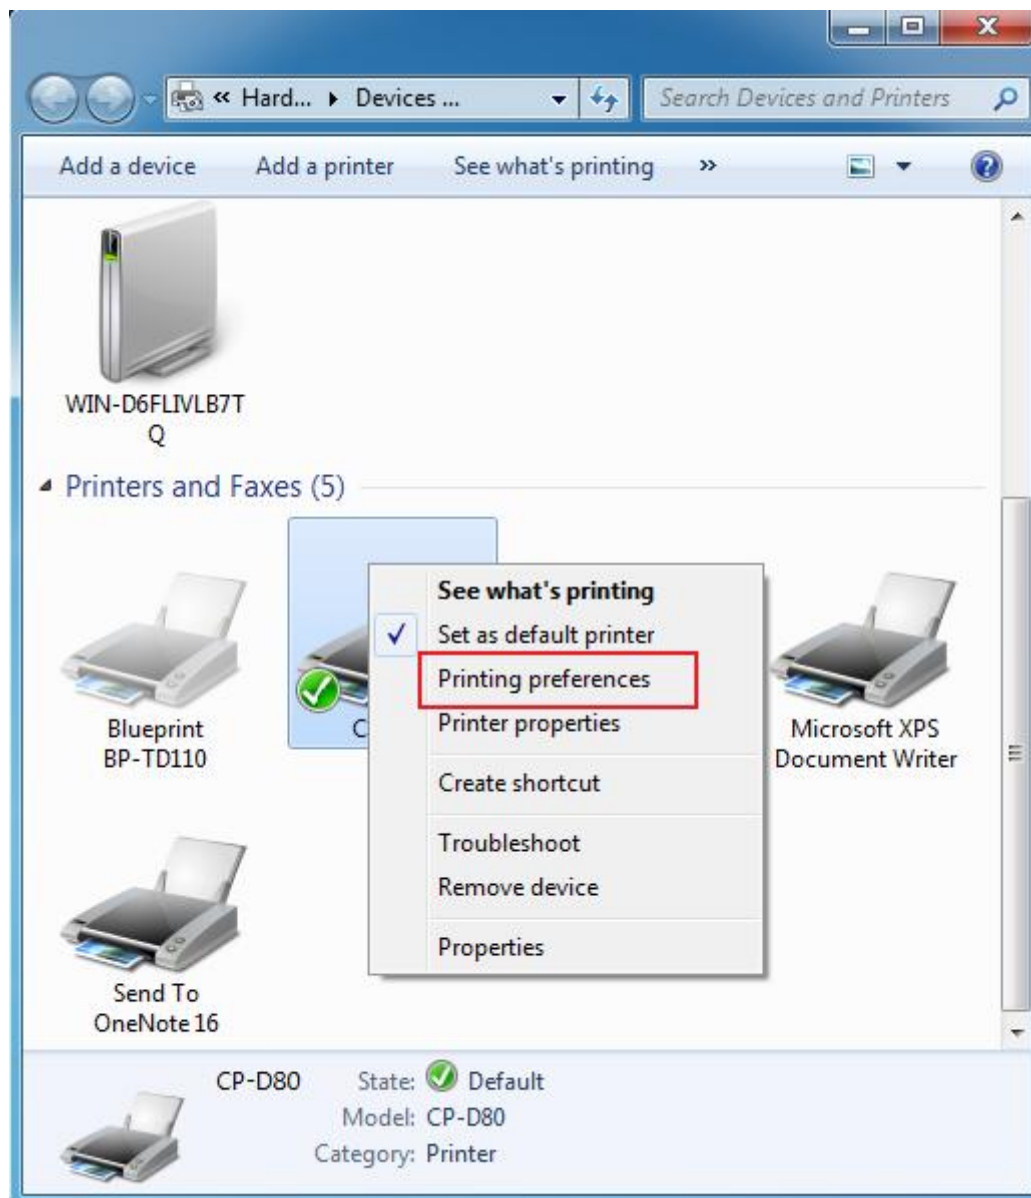 « Hard... ▸ Devices ... Search Devices and Printers
Add a device Add a printer See what's printing »
WIN-D6FLIVLB7T
Q
Printers and Faxes (5)
Blueprint
BP-TD110
C
See what's printing
Set as default printer
Printing preferences
Printer properties
Create shortcut
Troubleshoot
Remove device
Properties
Microsoft XPS
Document Writer
Send To
OneNote 16
CP-D80 State: Default
Model: CP-D80
Category: Printer